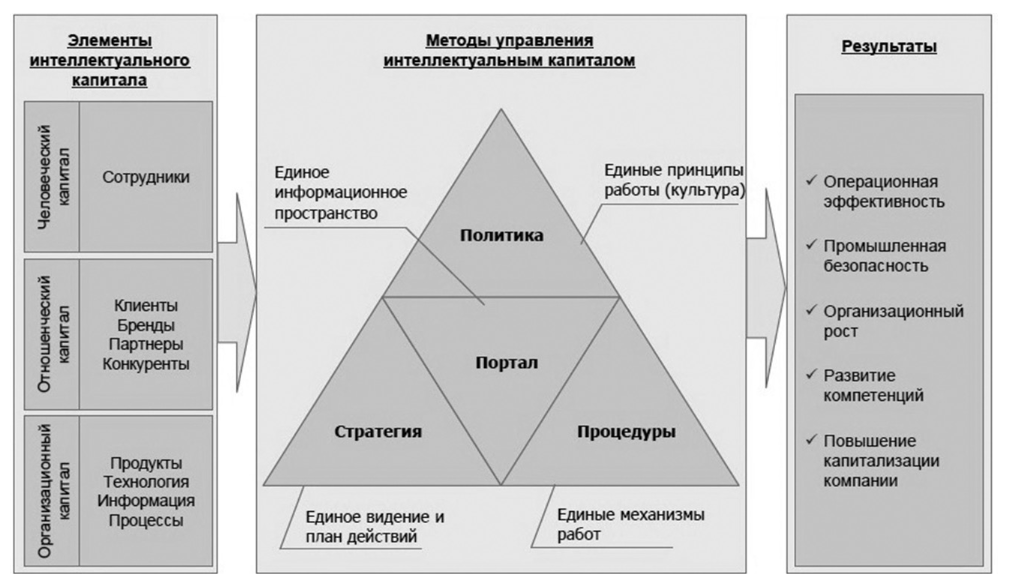 Элементы
интеллектуального
капитала
Человеческий
капитал
Сотрудники
Отношенческий
капитал
Клиенты
Бренды
Партнеры
Конкуренты
Организационный
капитал
Продукты
Технология
Информация
Процессы
Методы управления
интеллектуальным капиталом
Единое
информационное
пространство
Единые принципы
работы (культура)
Политика
Портал
Стратегия
Процедуры
Единое видение и
план действий
Единые механизмы
работ
Результаты
✓ Операционная
эффективность
✓ Промышленная
безопасность
✓ Организационный
рост
✓ Развитие
компетенций
✓ Повышение
капитализации
компании